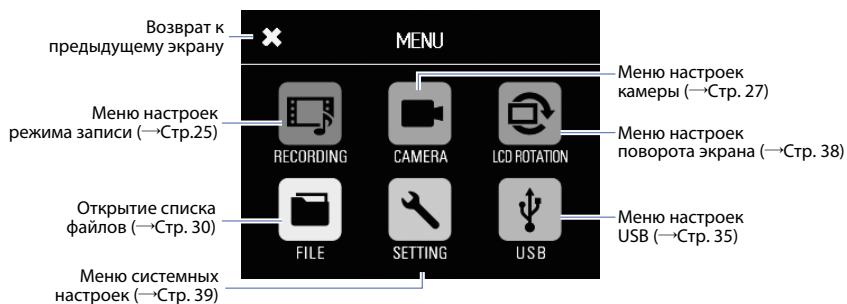 Возврат к
предыдущему экрану
MENU
Меню настроек
камеры (→Стр. 27)
Меню настроек
режима записи (→Стр.25)
Меню настроек
поворота экрана (→Стр. 38)
RECORDING
CAMERA
LCD ROTATION
Открытие списка
файлов (→Стр. 30)
Меню настроек
USB (→Стр. 35)
FILE
SETTING
USB
Меню системных
настроек (→Стр. 39)